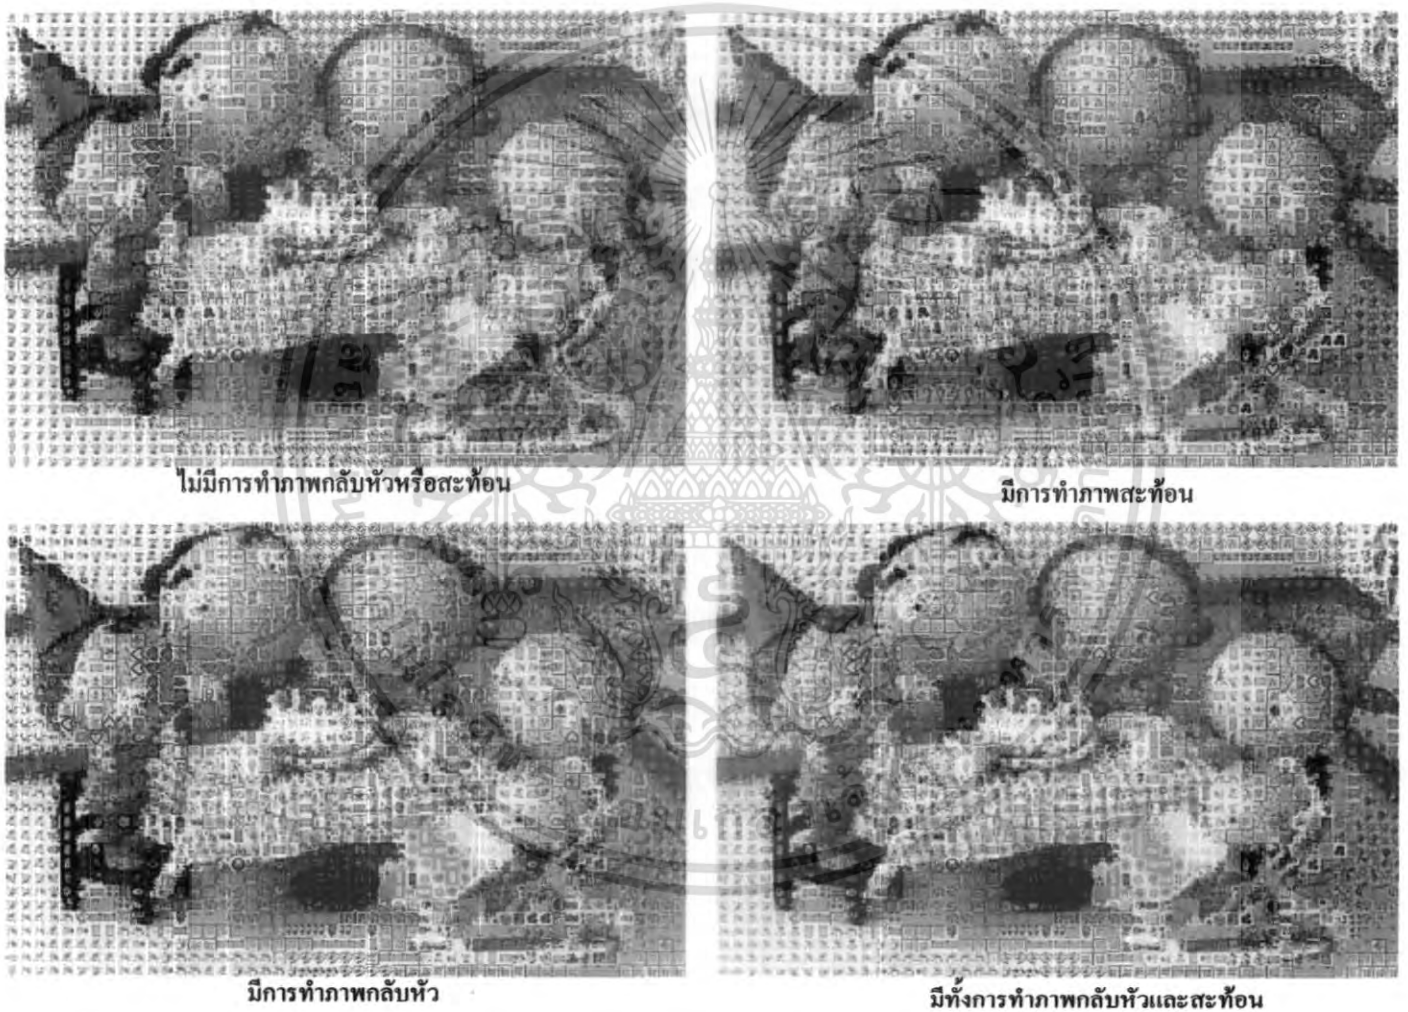 ไม่มีการทำภาพกลับหัวหรือสะท้อน
มีการทำภาพสะท้อน
มีการทำภาพกลับหัว
มีทั้งการทำภาพกลับหัวและสะท้อน